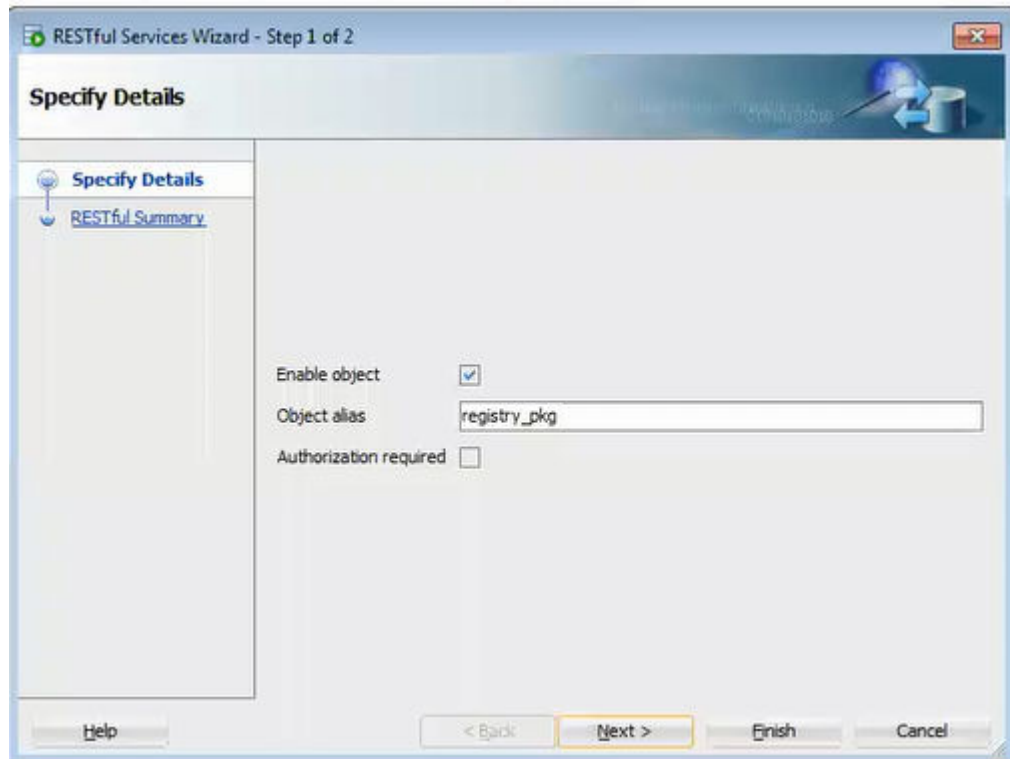 RESTful Services Wizard - Step 1 of 2
Specify Details
Specify Details
RESTful Summary
Enable object
Object alias registry_pkg
Authorization required
Help < Back Next > Finish Cancel